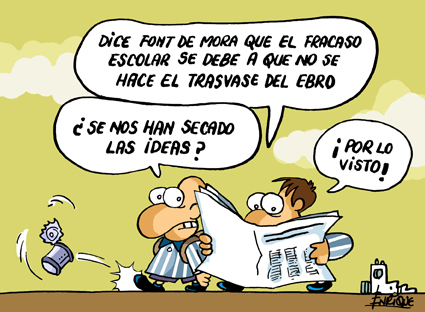 DICE FONT DE MORA QUE EL FRACASO
ESCOLAR SE DEBE A QUE NO SE
HACE EL TRASVASE DEL EBRO
¿SE NOS HAN SECADO
LAS IDEAS?
¡POR LO
VISTO!
ENRIQUE